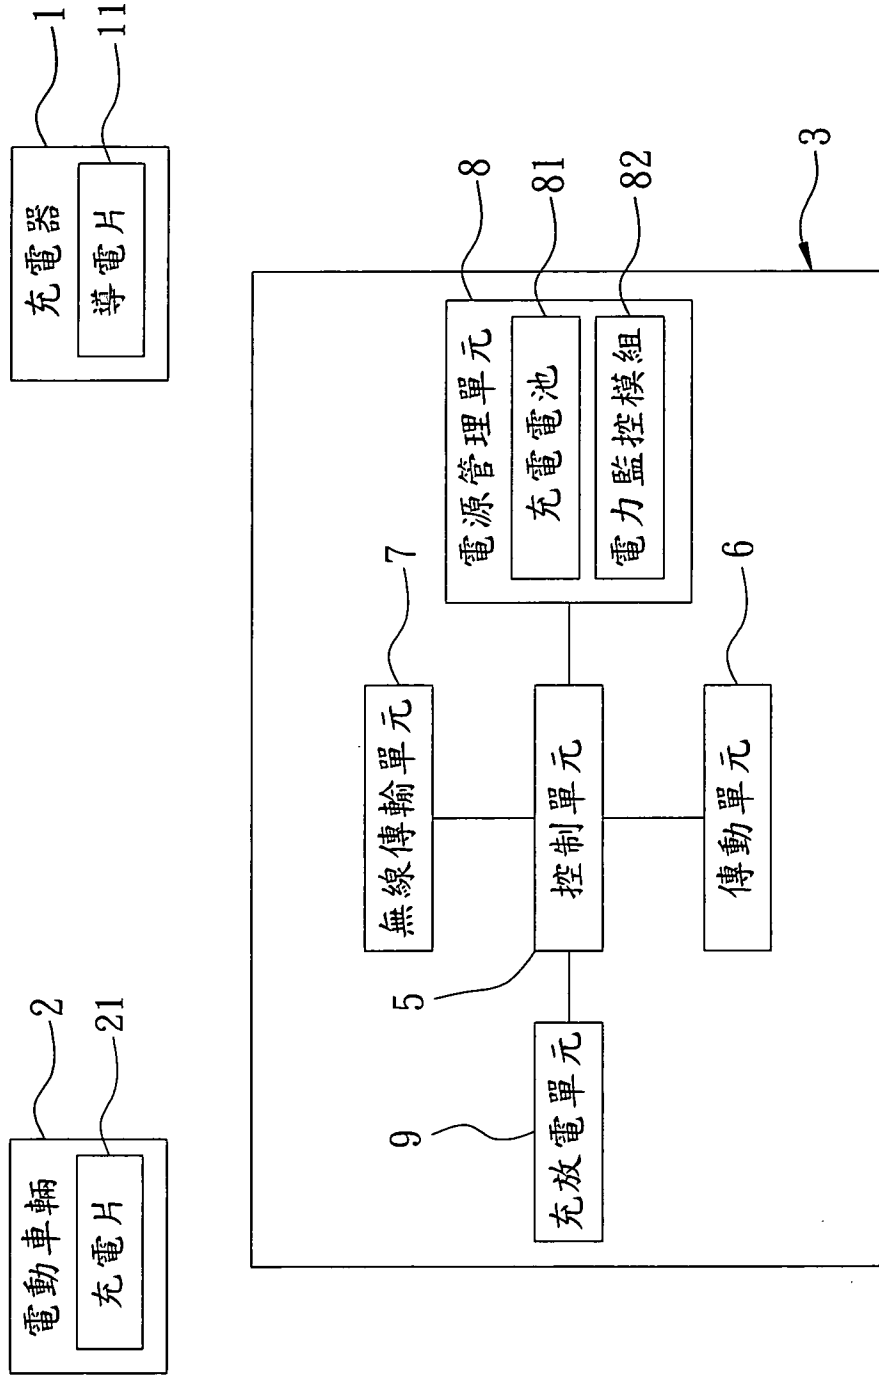 電動車輛
2
充電片
21
充電器
1
導電片
11
無線傳輸單元
7
電源管理單元
8
充電電池
81
電力監控模組
82
9
充放電單元
5
控制單元
傳動單元
6
3